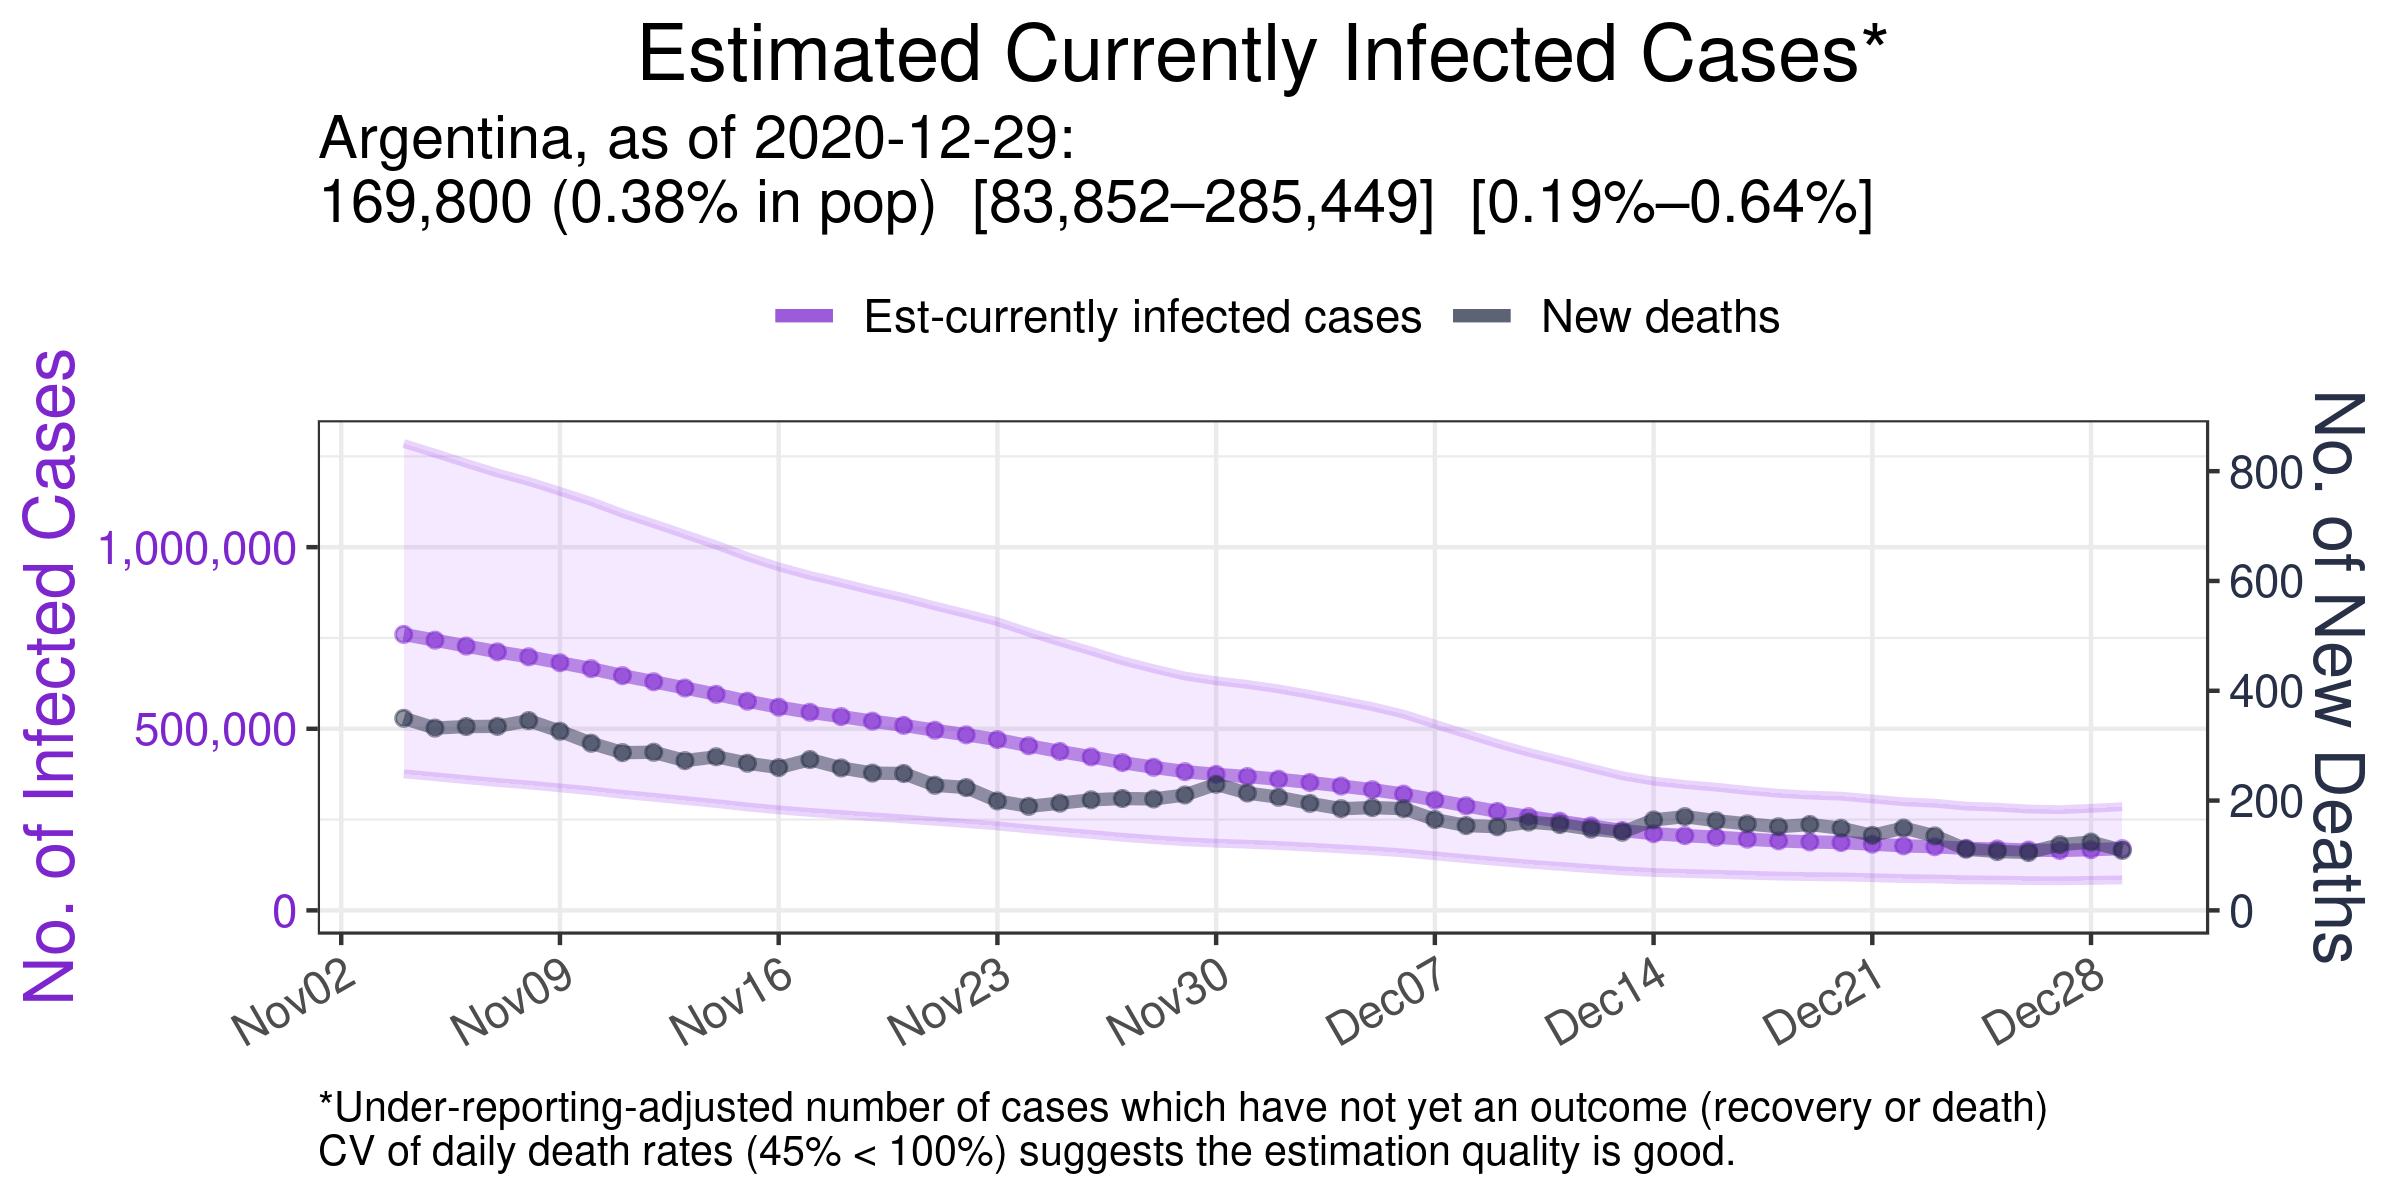 Estimated Currently Infected Cases*
Argentina, as of 2020-12-29:
169,800 (0.38% in pop)  [83,852–285,449]  [0.19%–0.64%]
Est-currently infected cases
New deaths
No. of Infected Cases
1,000,000
500,000
0
No. of New Deaths
800
600
400
200
0
Nov02
Nov09
Nov16
Nov23
Nov30
Dec07
Dec14
Dec21
Dec28
*Under-reporting-adjusted number of cases which have not yet an outcome (recovery or death)
CV of daily death rates (45% < 100%) suggests the estimation quality is good.